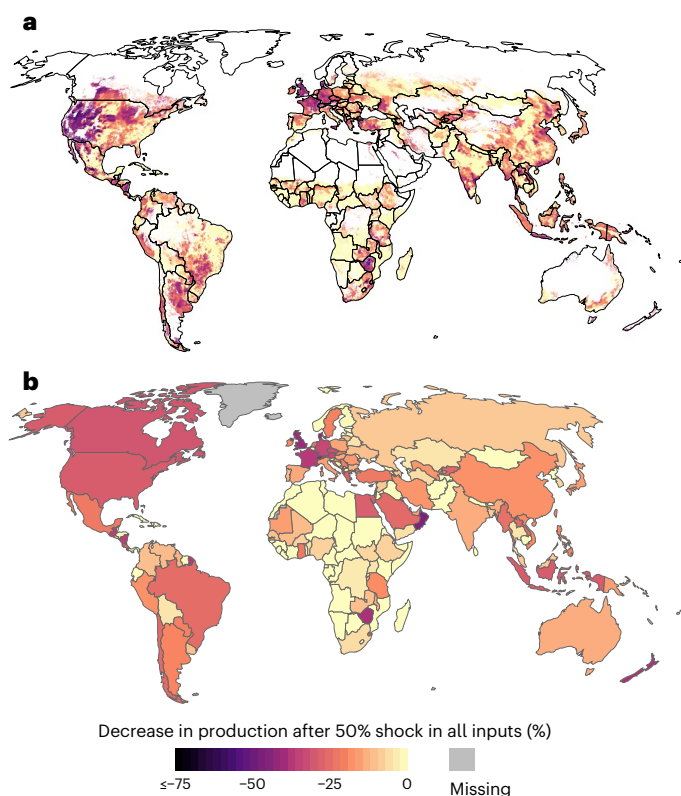 a
b
Decrease in production after 50% shock in all inputs (%)
≤−75 −50 −25 0
Missing